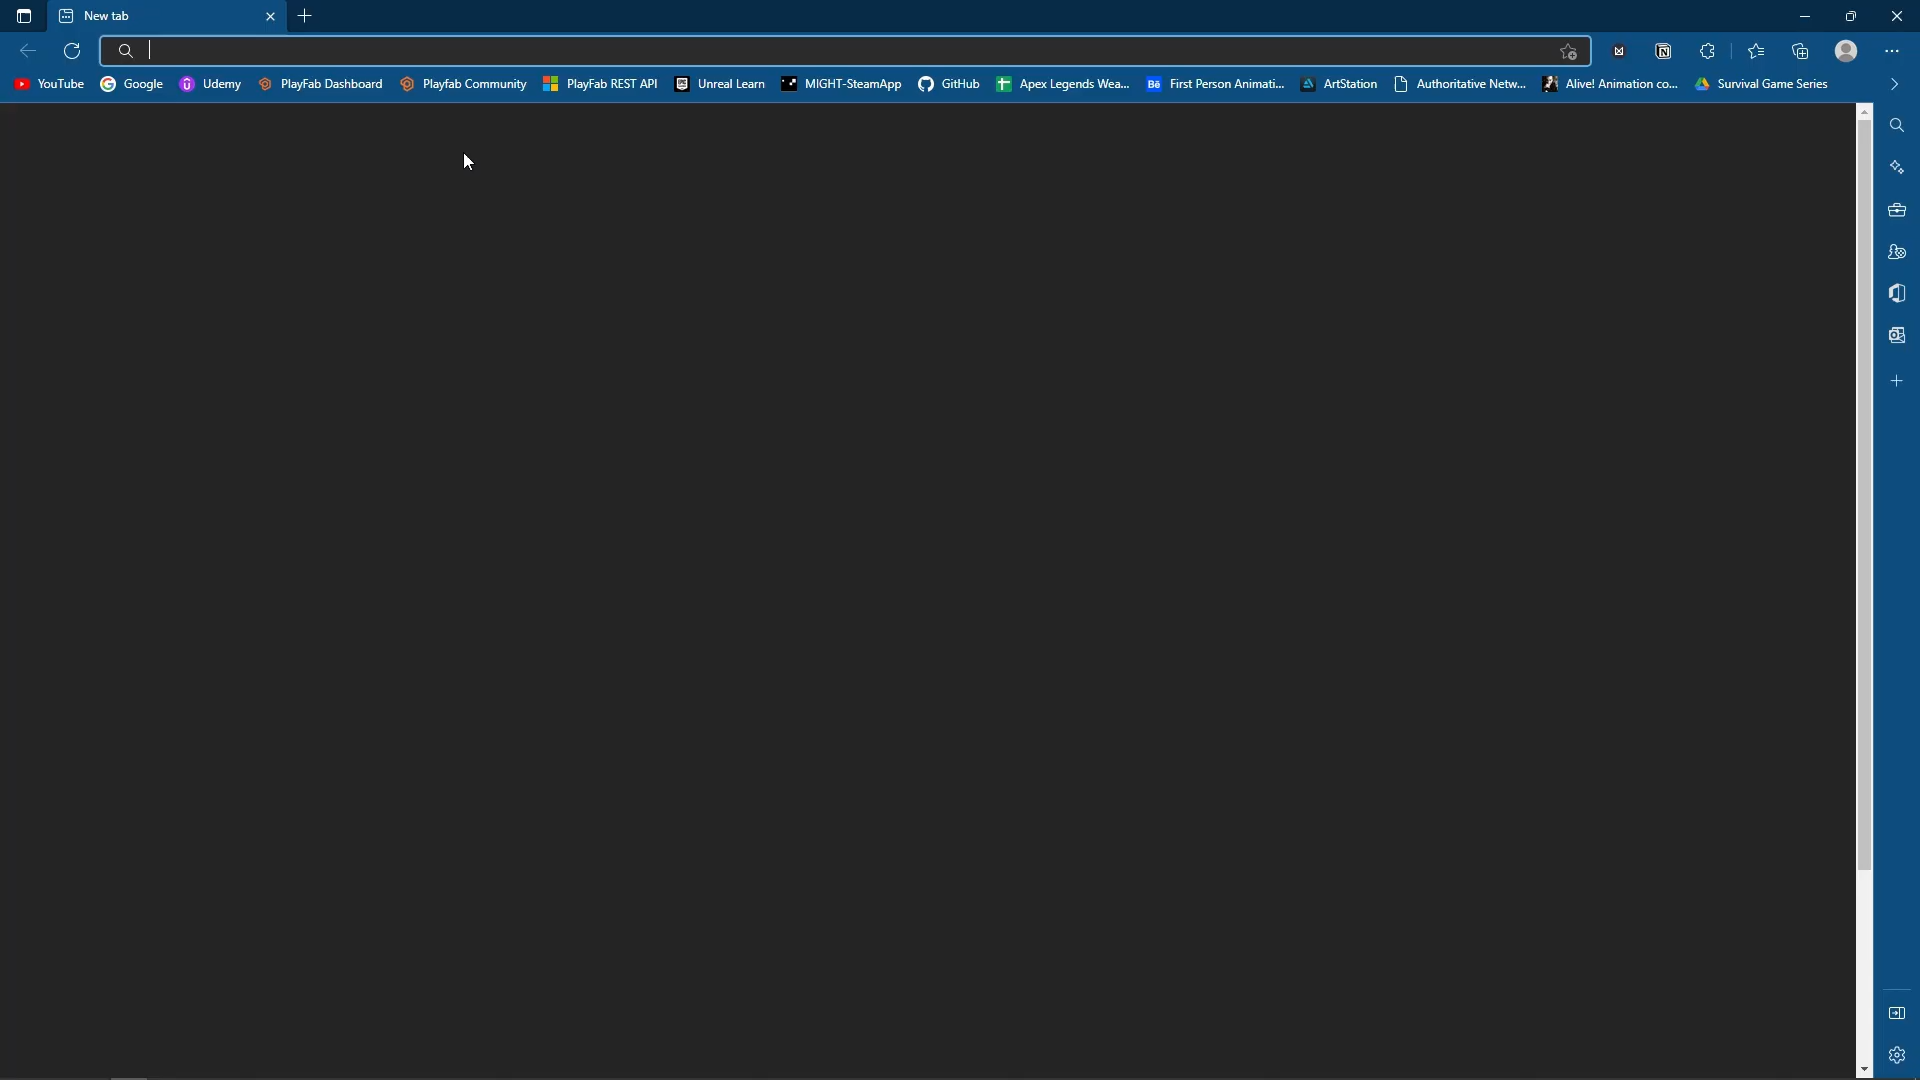 New tab
YouTube Google Udemy PlayFab Dashboard Playfab Community PlayFab REST API Unreal Learn MIGHT-SteamApp GitHub Apex Legends Wea... First Person Animati... ArtStation Authoritative Netw... Alive! Animation co... Survival Game Series